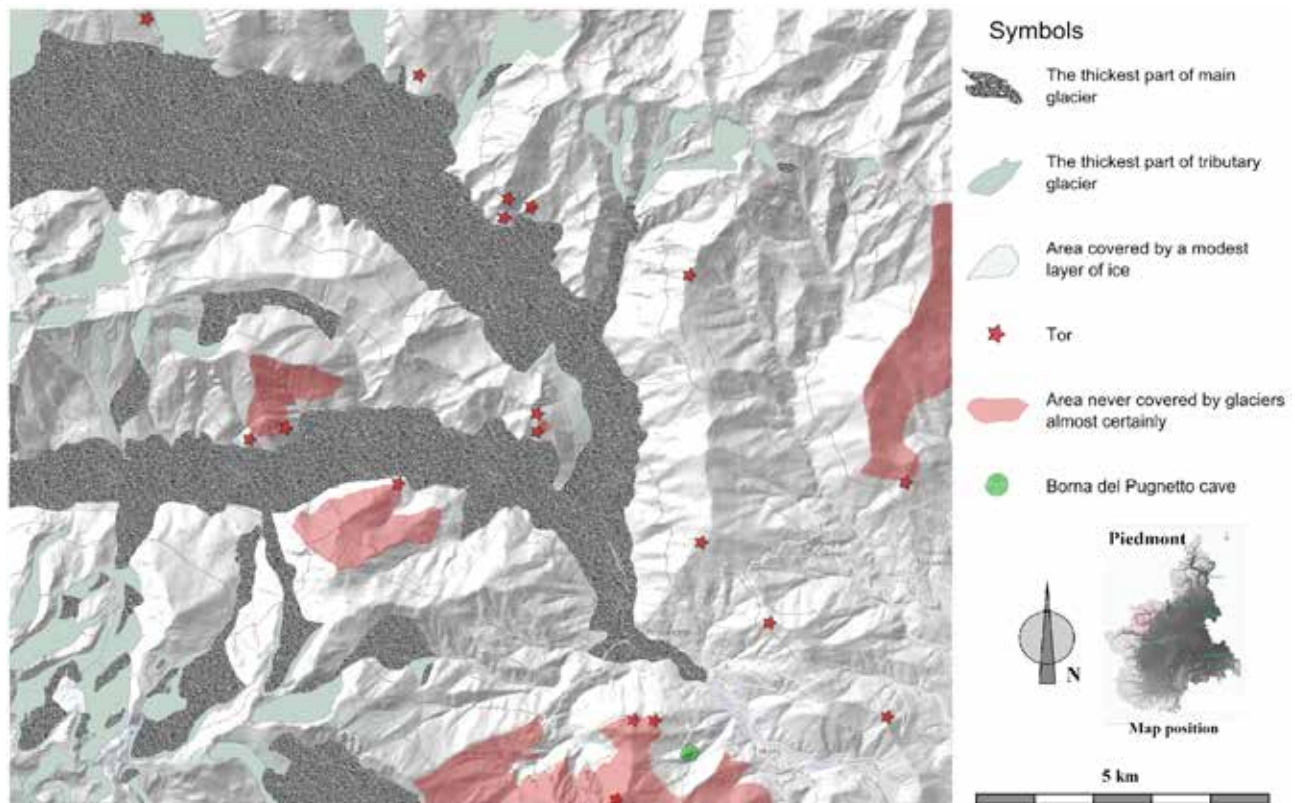 Symbols
The thickest part of main
glacier
The thickest part of tributary
glacier
Area covered by a modest
layer of ice
Tor
Area never covered by glaciers
almost certainly
Borna del Pugnetto cave
Piedmont
N
Map position
5 km